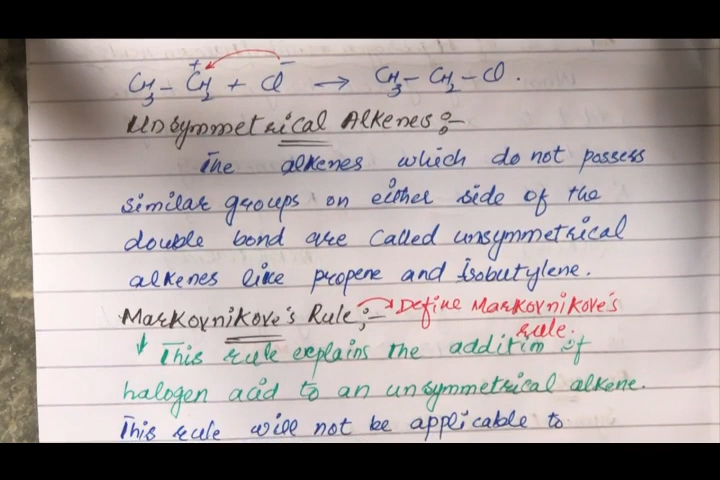 CH3 - CH2⁺ + Cl⁻ → CH3 - CH2 - Cl.
Unsymmetrical Alkenes :-
The alkenes which do not possess
similar groups on either side of the
double bond are called unsymmetrical
alkenes like propene and isobutylene.
Markovnikove's Rule :- → Define Markovnikove's
rule.
This rule explains the addition of
halogen acid to an unsymmetrical alkene.
This rule will not be applicable to